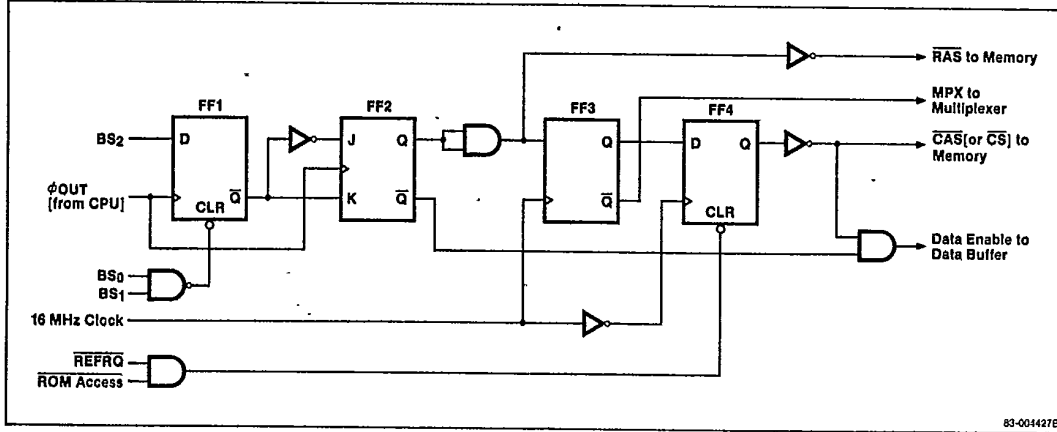 RAS to Memory
FF1
FF2
FF3
MPX to
Multiplexer
FF4
BS2
D
J
Q
Q
D
Q
CAS[or CS] to
Memory
ϕOUT
[from CPU]
Q
CLR
K
Q
Q
CLR
Data Enable to
Data Buffer
BS0
BS1
16 MHz Clock
REFRQ
ROM Access
83-004427B